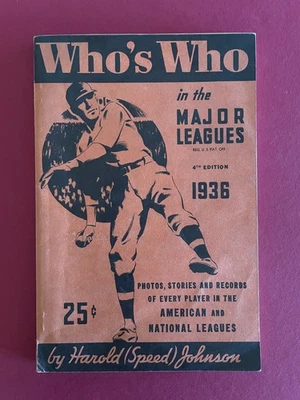 Who's Who
in the
MAJOR
LEAGUES
REG. U.S. PAT. OFF.
4TH EDITION
1936
PHOTOS, STORIES AND RECORDS
OF EVERY PLAYER IN THE
25¢
AMERICAN AND
NATIONAL LEAGUES
by Harold (Speed) Johnson